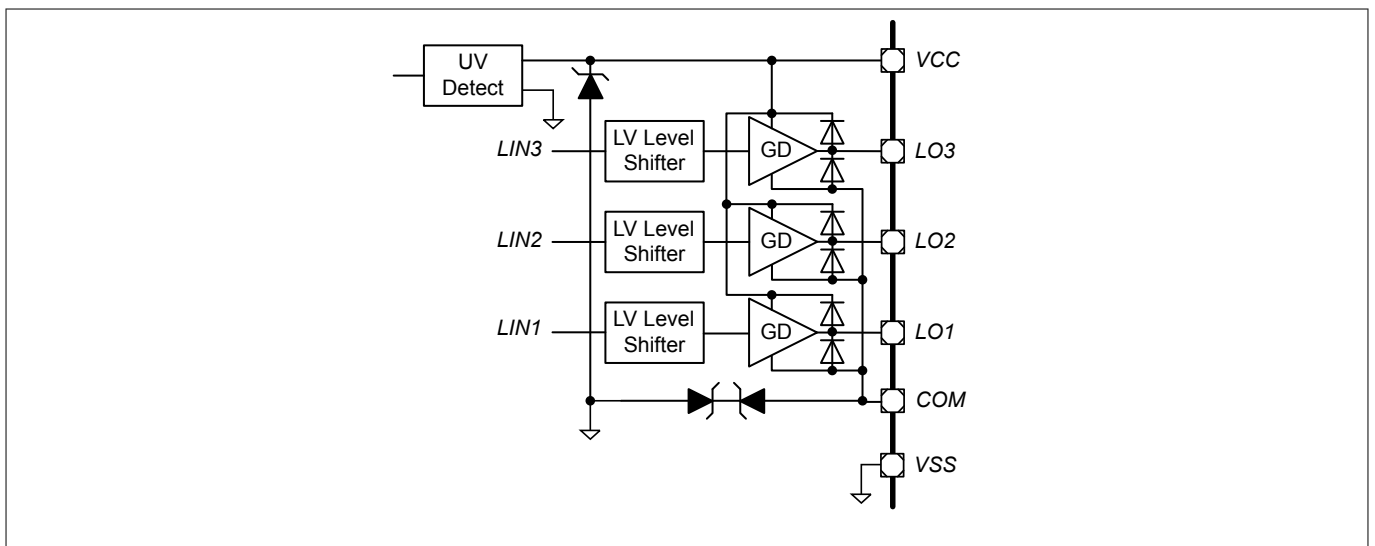 UV
Detect
VCC
LIN3
LV Level
Shifter
GD
LO3
LIN2
LV Level
Shifter
GD
LO2
LIN1
LV Level
Shifter
GD
LO1
COM
VSS